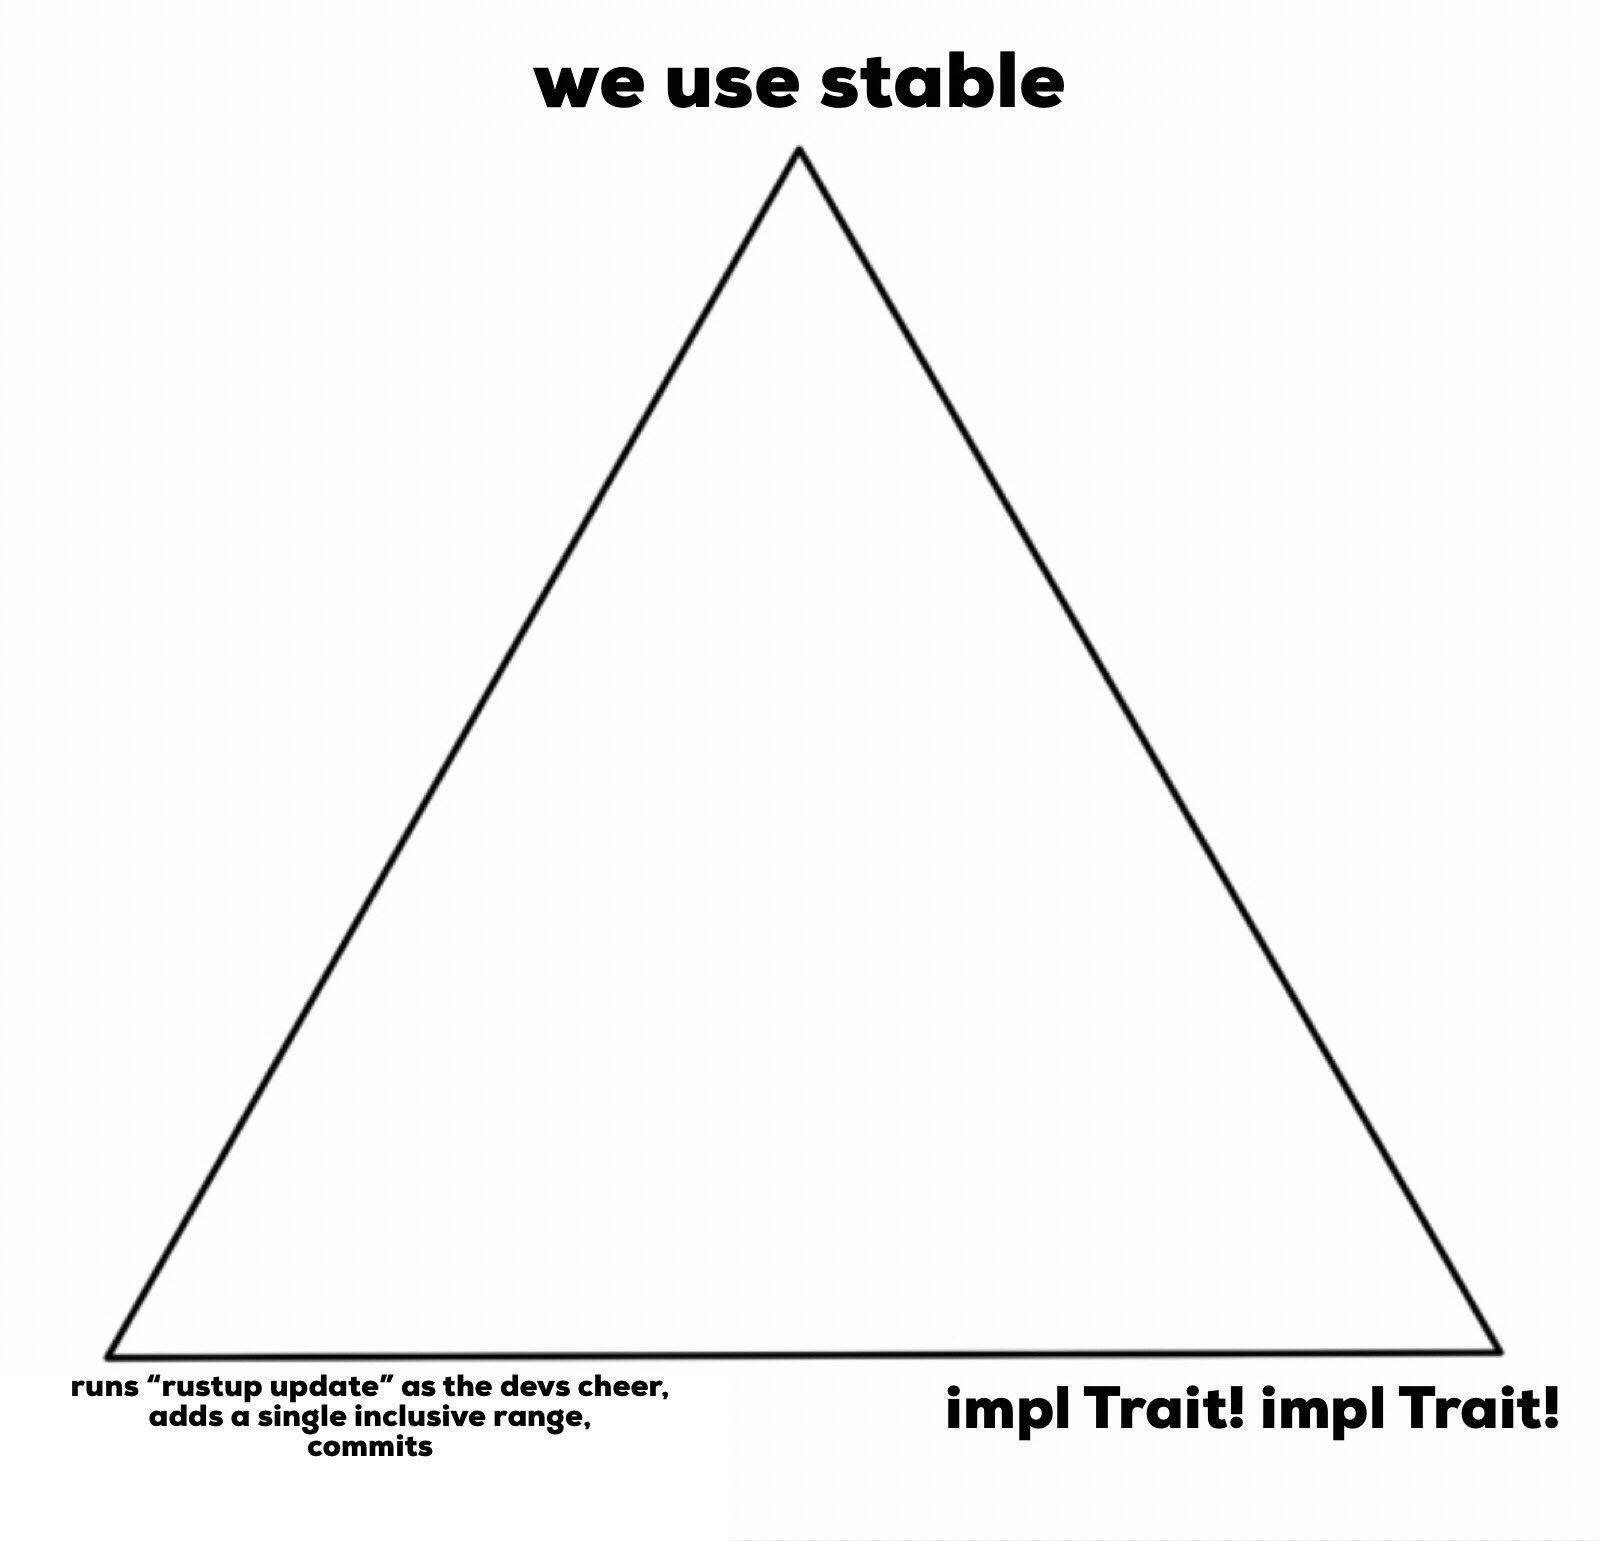 we use stable
runs “rustup update” as the devs cheer,
adds a single inclusive range,
commits
impl Trait! impl Trait!